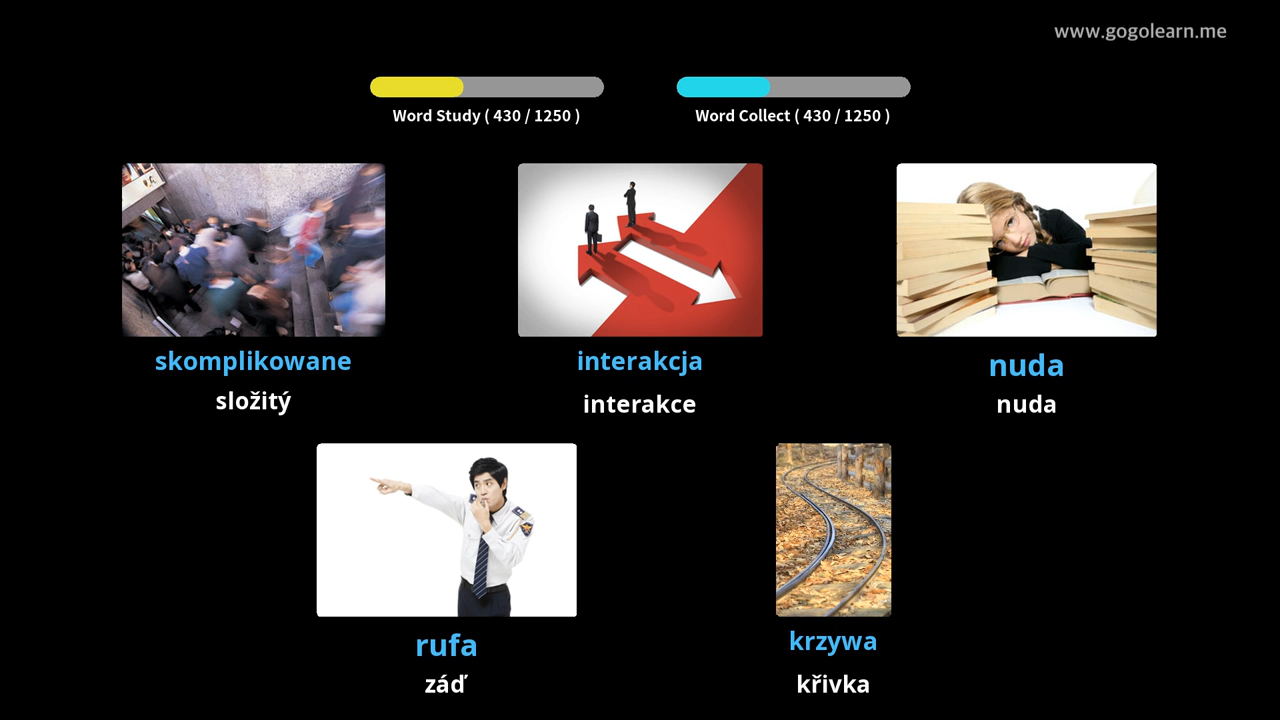 www.gogolearn.me
Word Study ( 430 / 1250 )
Word Collect ( 430 / 1250 )
skomplikowane
složitý
interakcja
interakce
nuda
nuda
rufa
záď
krzywa
křivka